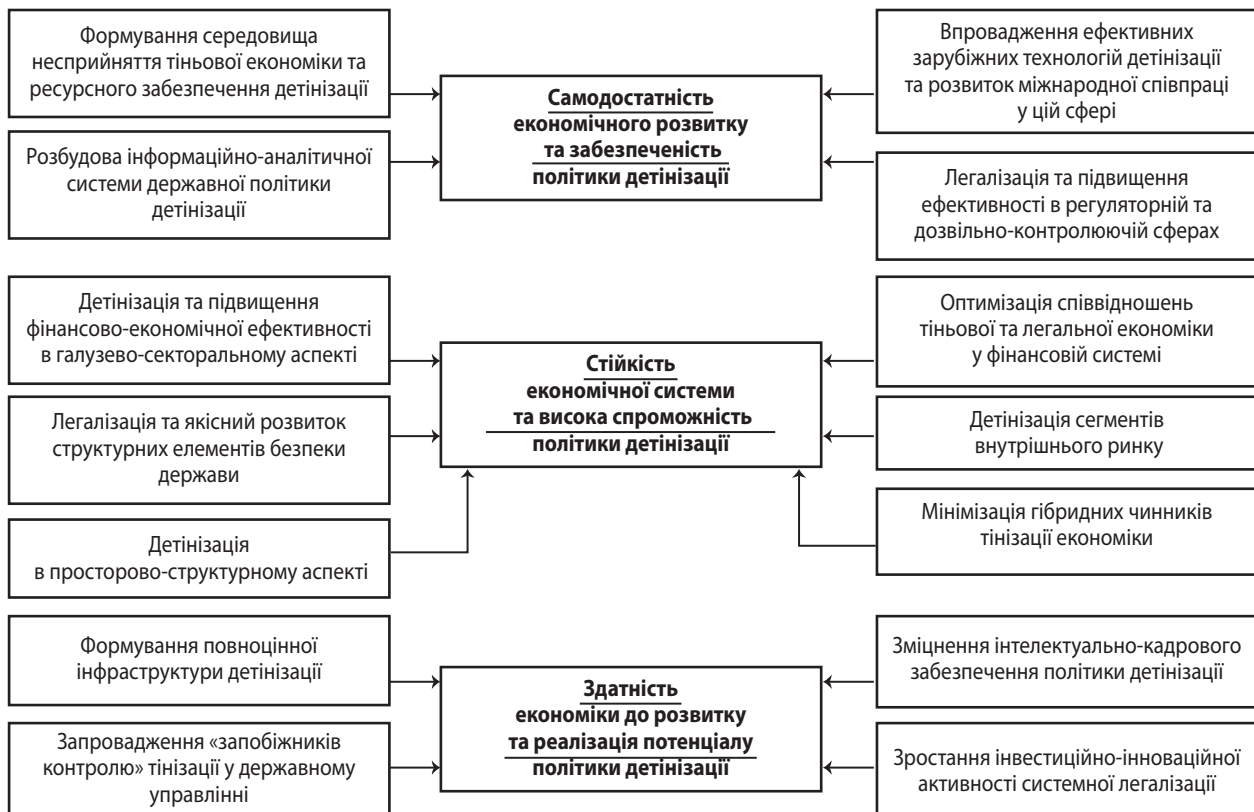 Формування середовища
несприйняття тіньової економіки та
ресурсного забезпечення детінізації
Розбудова інформаційно-аналітичної
системи державної політики
детінізації
Самодостатність
економічного розвитку
та забезпеченість
політики детінізації
Впровадження ефективних
зарубіжних технологій детінізації
та розвиток міжнародної співпраці
у цій сфері
Легалізація та підвищення
ефективності в регуляторній та
дозвільно-контролюючій сферах
Детінізація та підвищення
фінансово-економічної ефективності
в галузево-секторальному аспекті
Легалізація та якісний розвиток
структурних елементів безпеки
держави
Детінізація
в просторово-структурному аспекті
Стійкість
економічної системи
та висока спроможність
політики детінізації
Оптимізація співвідношень
тіньової та легальної економіки
у фінансовій системі
Детінізація сегментів
внутрішнього ринку
Мінімізація гібридних чинників
тінізації економіки
Формування повноцінної
інфраструктури детінізації
Запровадження «запобіжників
контролю» тінізації у державному
управлінні
Здатність
економіки до розвитку
та реалізація потенціалу
політики детінізації
Зміцнення інтелектуально-кадрового
забезпечення політики детінізації
Зростання інвестиційно-інноваційної
активності системної легалізації